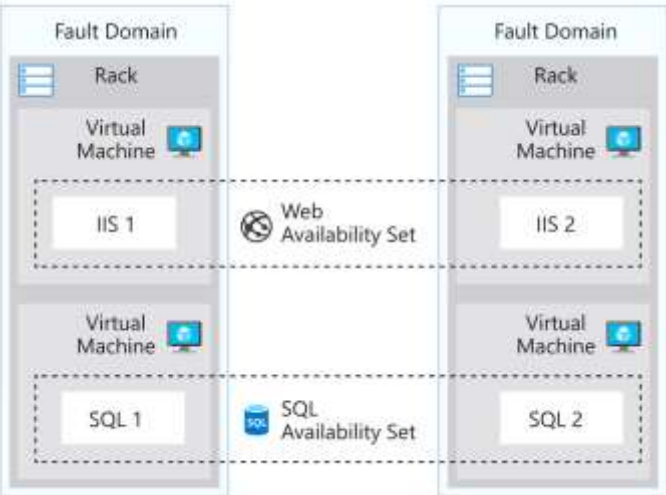 Fault Domain
Fault Domain
Rack
Rack
Virtual
Machine
Virtual
Machine
IIS 1
Web
Availability Set
IIS 2
Virtual
Machine
Virtual
Machine
SQL 1
SQL
SQL
Availability Set
SQL 2